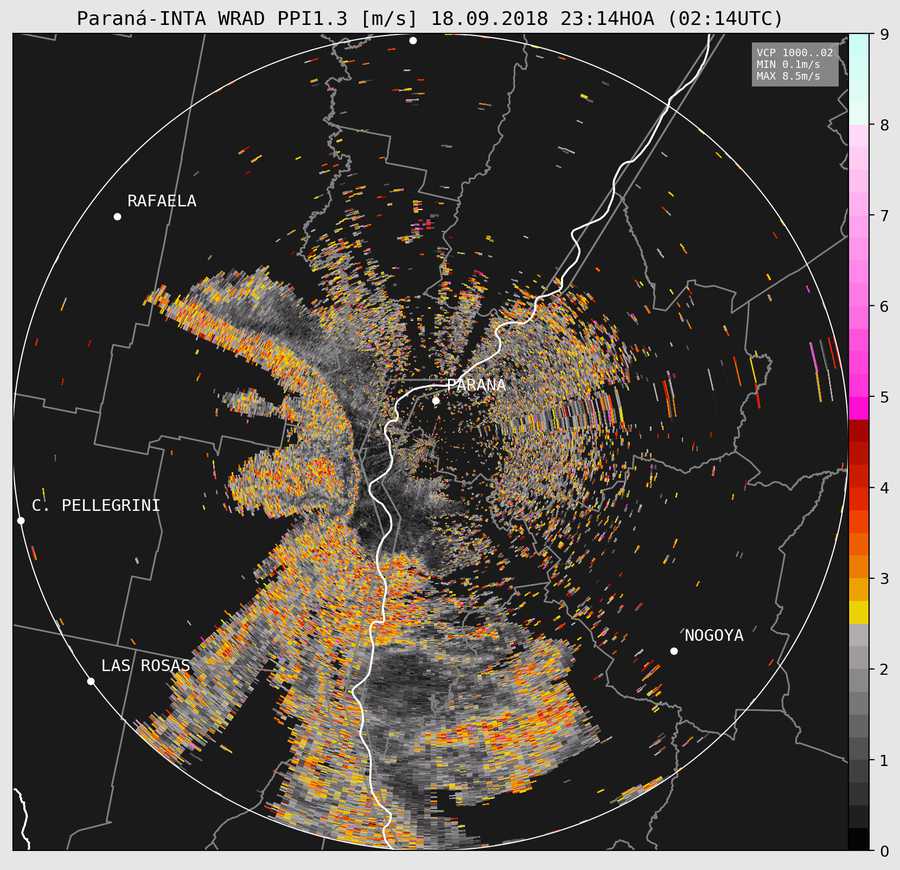 Paraná-INTA WRAD PPI1.3 [m/s] 18.09.2018 23:14HOA (02:14UTC)
VCP 1000..02
MIN 0.1m/s
MAX 8.5m/s
9
8
7
6
5
4
3
2
1
0
RAFAELA
PARANA
C. PELLEGRINI
NOGOYA
LAS ROSAS